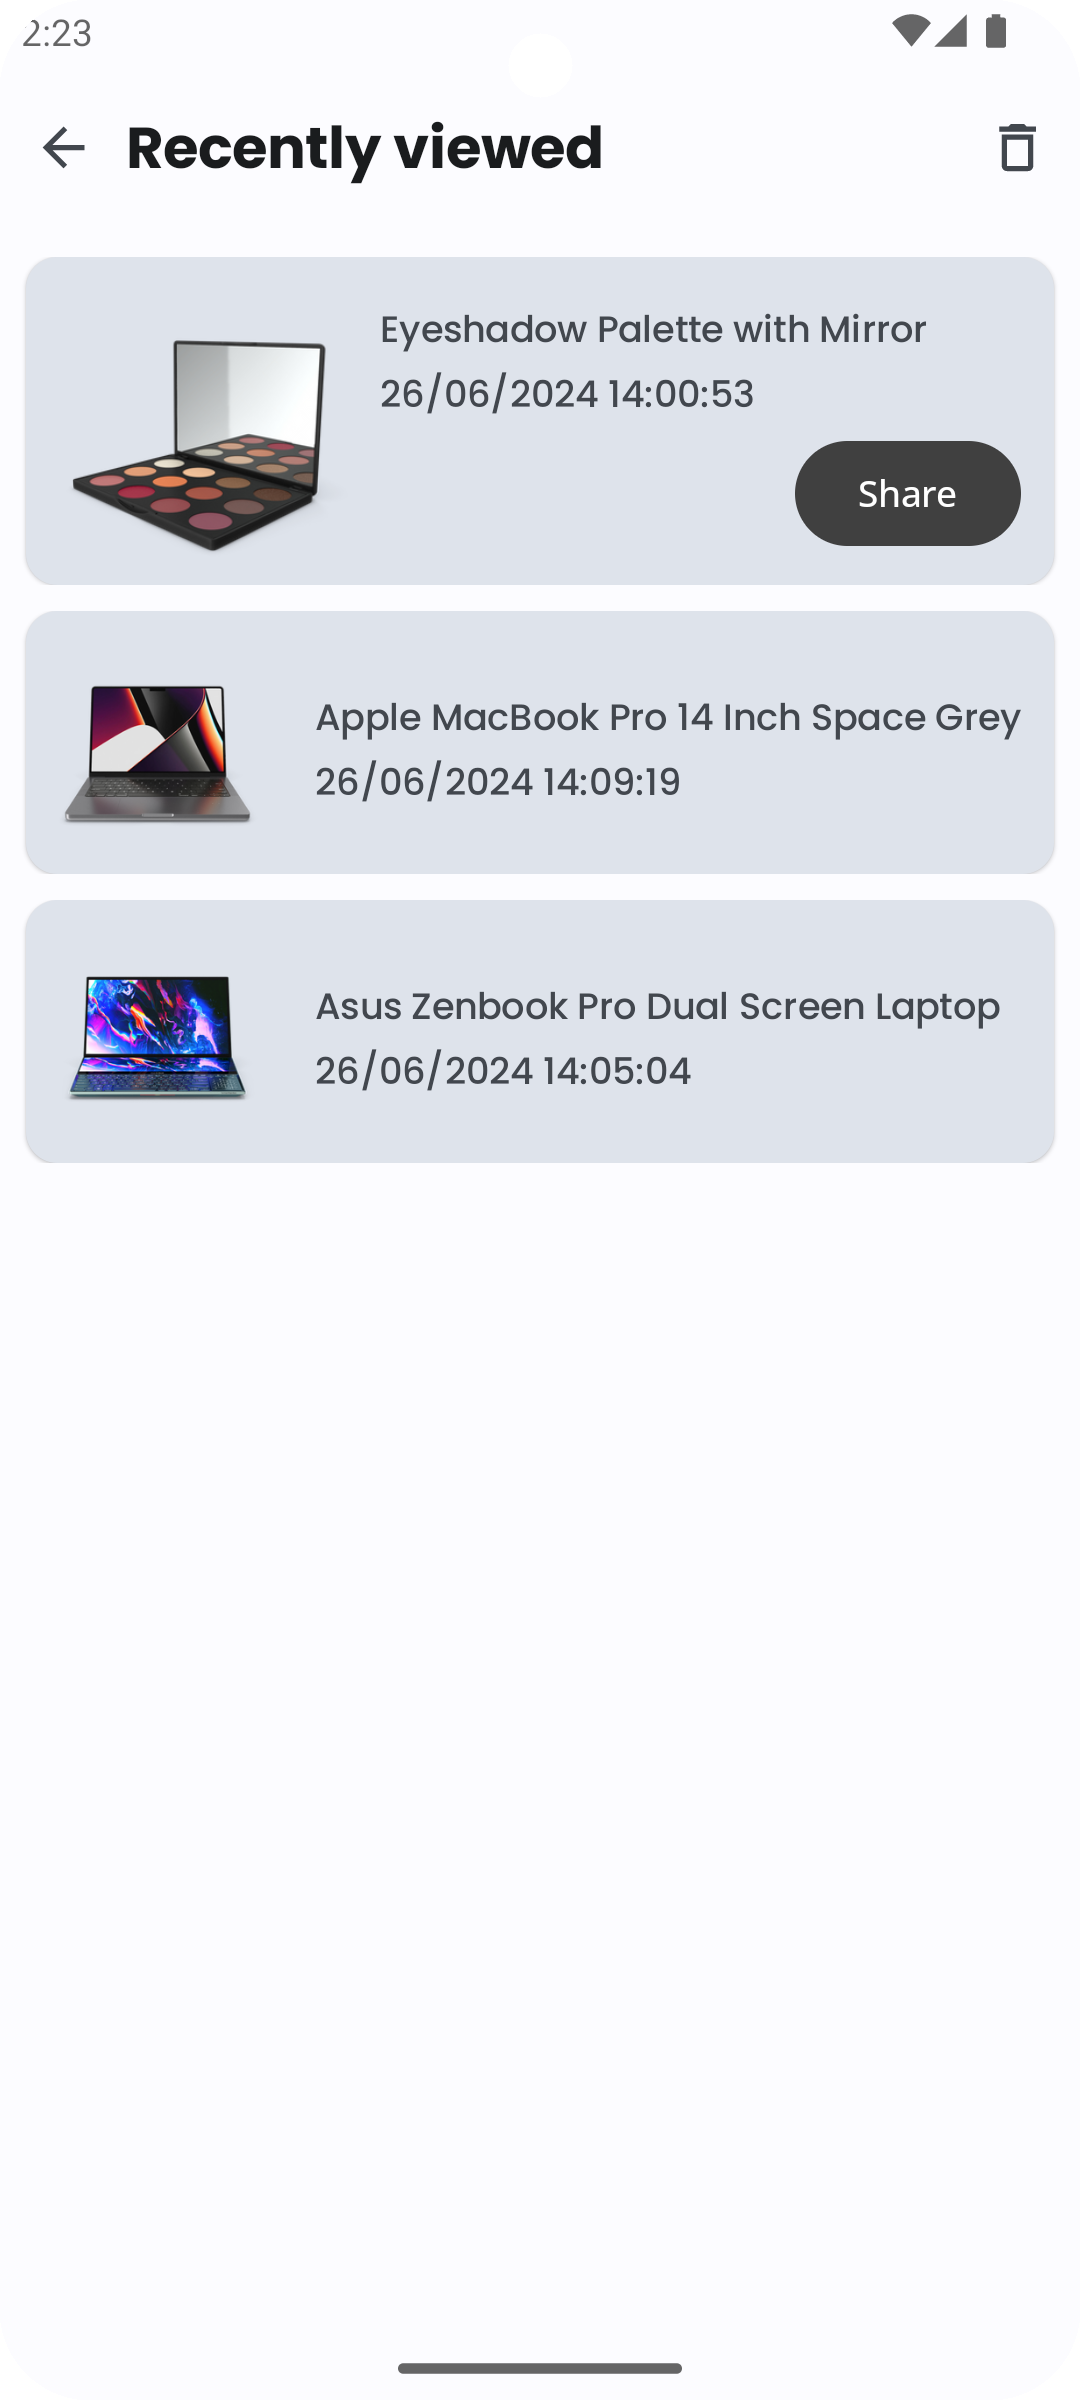 2:23
Recently viewed
Eyeshadow Palette with Mirror
26/06/2024 14:00:53
Share
Apple MacBook Pro 14 Inch Space Grey
26/06/2024 14:09:19
Asus Zenbook Pro Dual Screen Laptop
26/06/2024 14:05:04